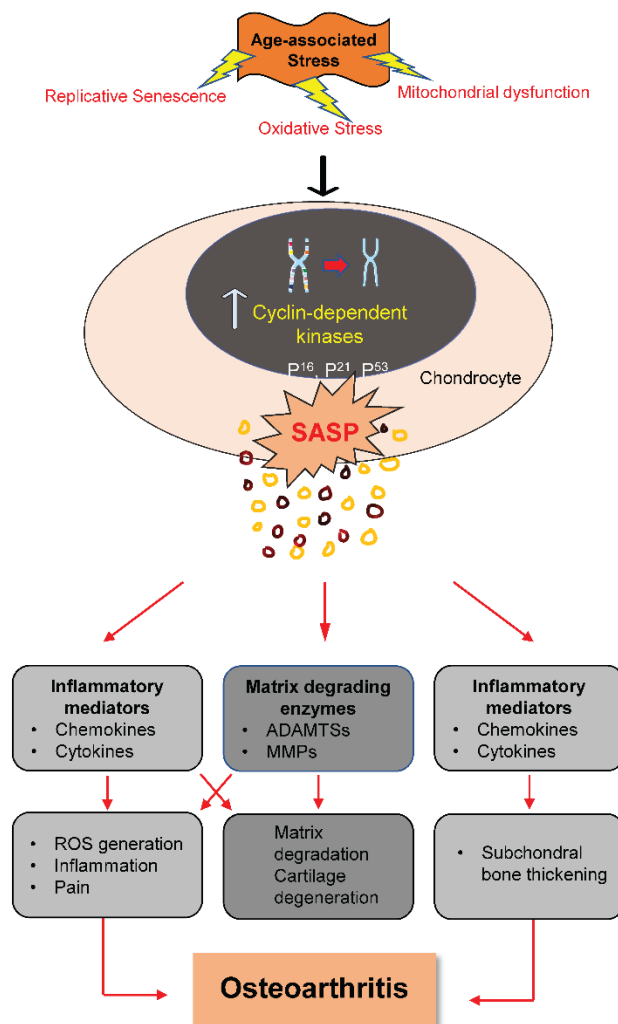 Age-associated
Stress
Replicative Senescence
Mitochondrial dysfunction
Oxidative Stress
Cyclin-dependent
kinases
P16, P21, P53
Chondrocyte
SASP
Inflammatory
mediators
• Chemokines
• Cytokines
Matrix degrading
enzymes
• ADAMTSs
• MMPs
Inflammatory
mediators
• Chemokines
• Cytokines
• ROS generation
• Inflammation
• Pain
Matrix
degradation
Cartilage
degeneration
• Subchondral
bone thickening
Osteoarthritis